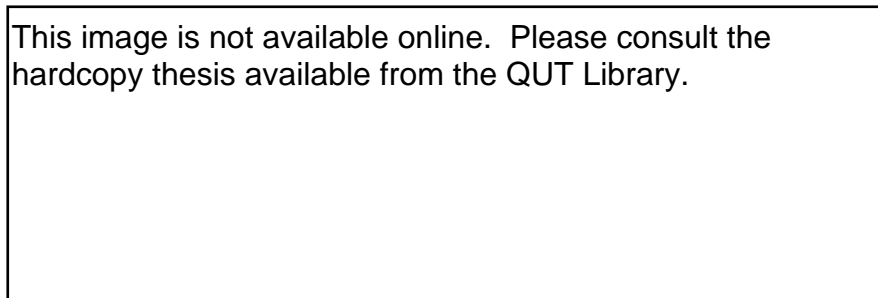 This image is not available online.  Please consult the
hardcopy thesis available from the QUT Library.